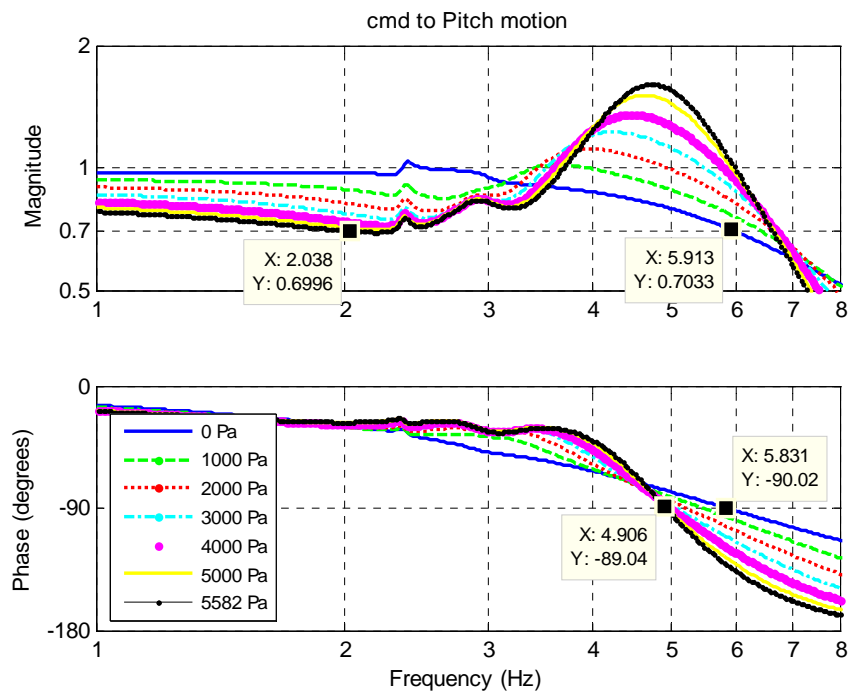 cmd to Pitch motion
Magnitude
2
1
0.7
0.5
X: 2.038
Y: 0.6996
X: 5.913
Y: 0.7033
1 2 3 4 5 6 7 8
Phase (degrees)
0
-90
-180
0 Pa
1000 Pa
2000 Pa
3000 Pa
4000 Pa
5000 Pa
5582 Pa
X: 5.831
Y: -90.02
X: 4.906
Y: -89.04
1 2 3 4 5 6 7 8
Frequency (Hz)